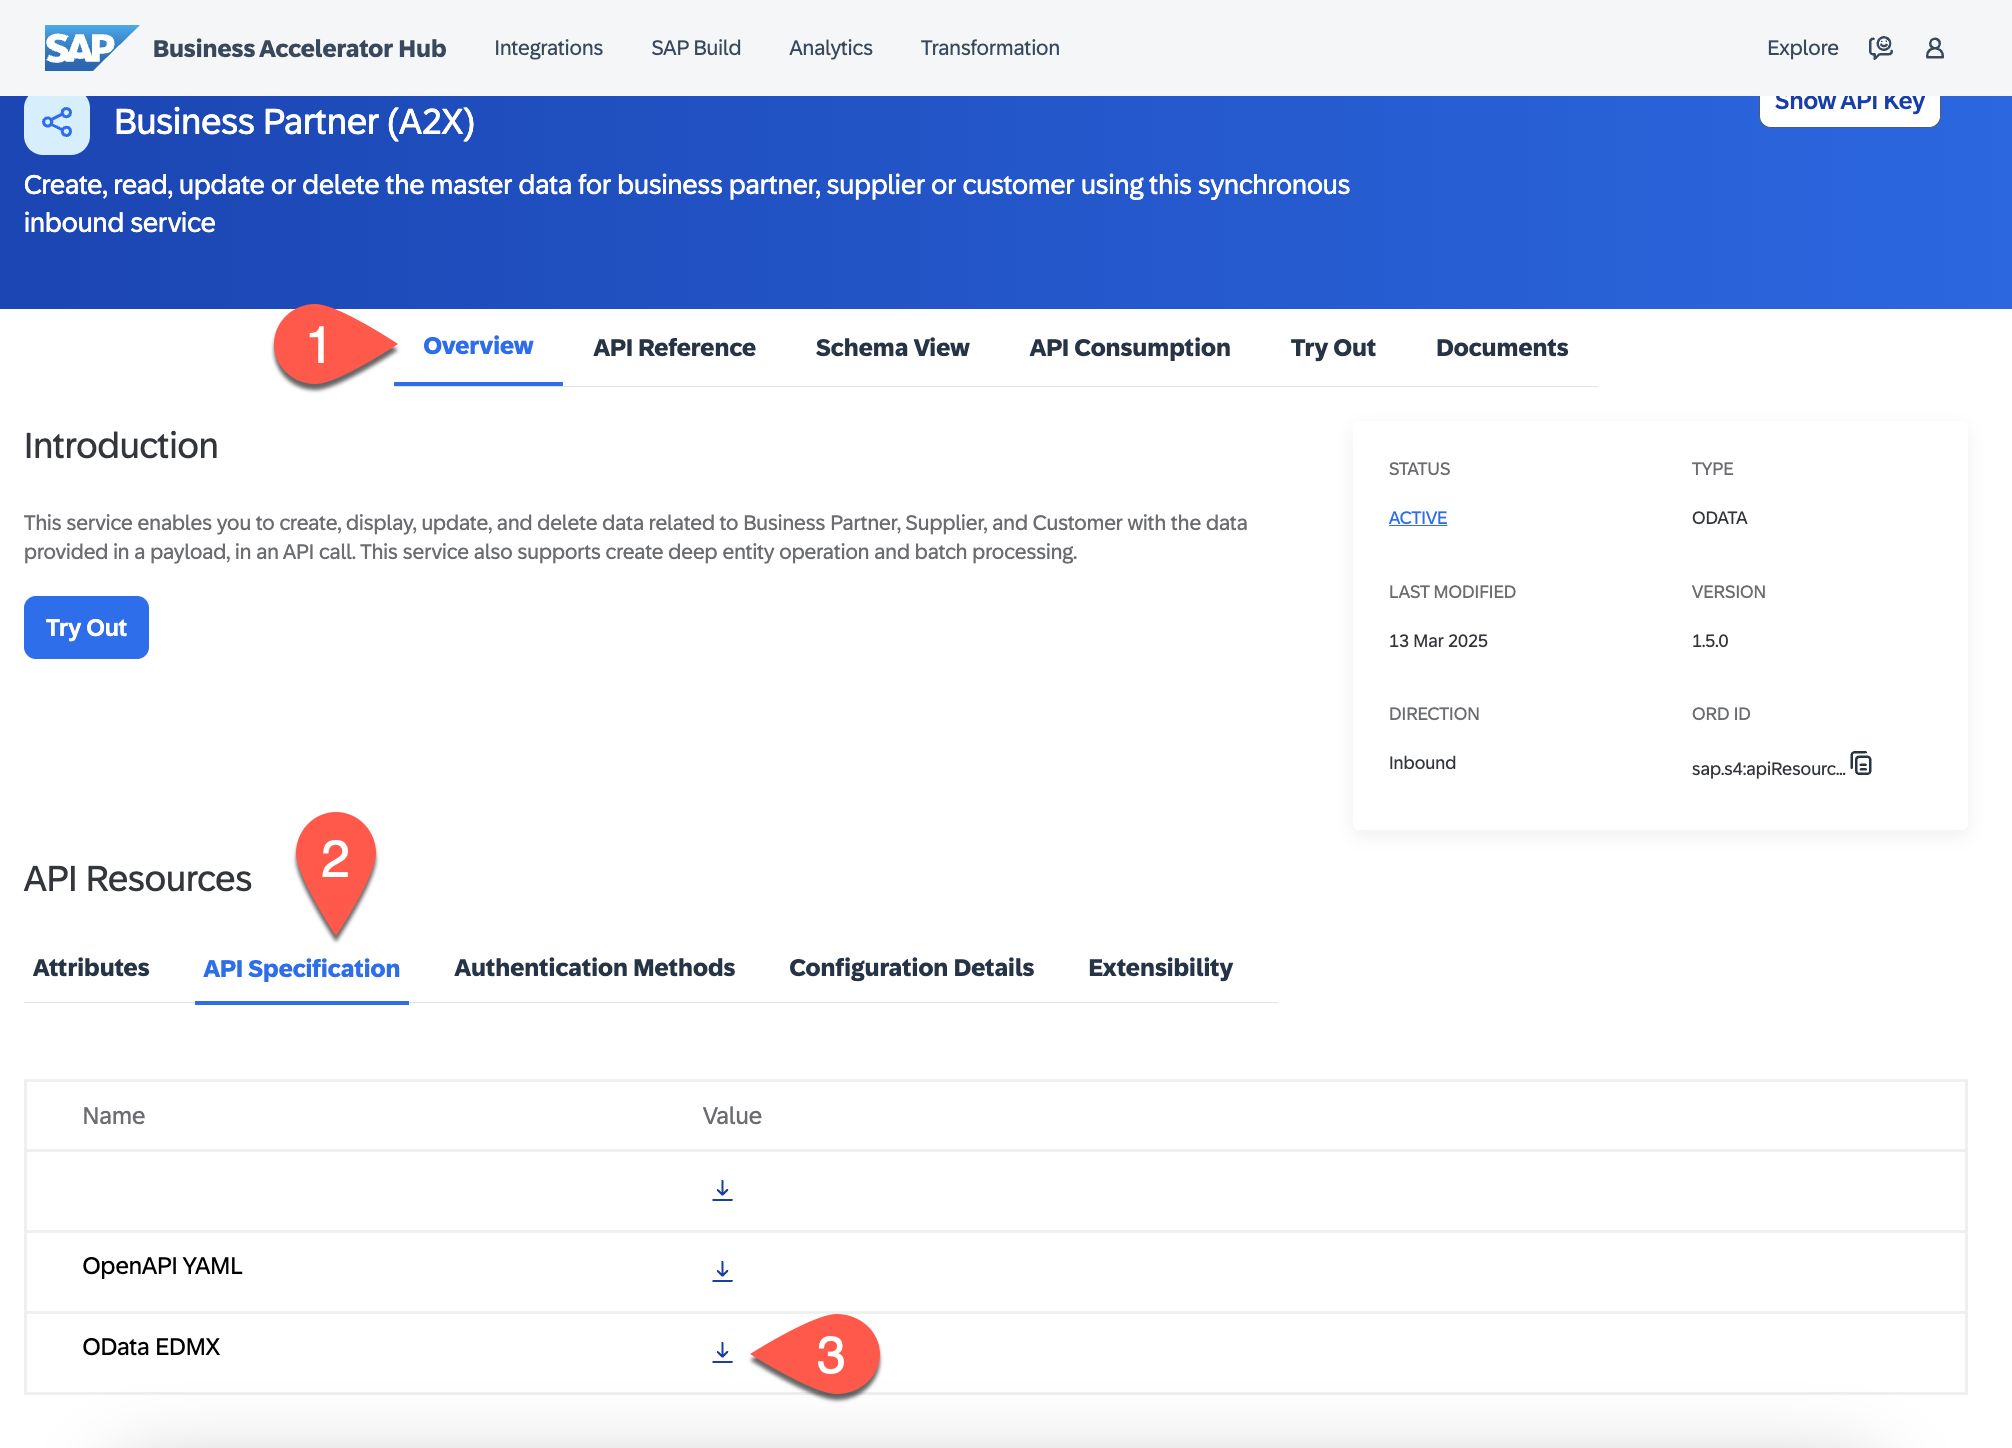 SAP Business Accelerator Hub Integrations SAP Build Analytics Transformation Explore
Business Partner (A2X) Show API Key
Create, read, update or delete the master data for business partner, supplier or customer using this synchronous
inbound service
1 Overview API Reference Schema View API Consumption Try Out Documents
Introduction
This service enables you to create, display, update, and delete data related to Business Partner, Supplier, and Customer with the data
provided in a payload, in an API call. This service also supports create deep entity operation and batch processing.
Try Out
STATUS TYPE
ACTIVE ODATA
LAST MODIFIED VERSION
13 Mar 2025 1.5.0
DIRECTION ORD ID
Inbound sap.s4:apiResourc...
API Resources 2
Attributes API Specification Authentication Methods Configuration Details Extensibility
Name Value
OpenAPI YAML
OData EDMX 3